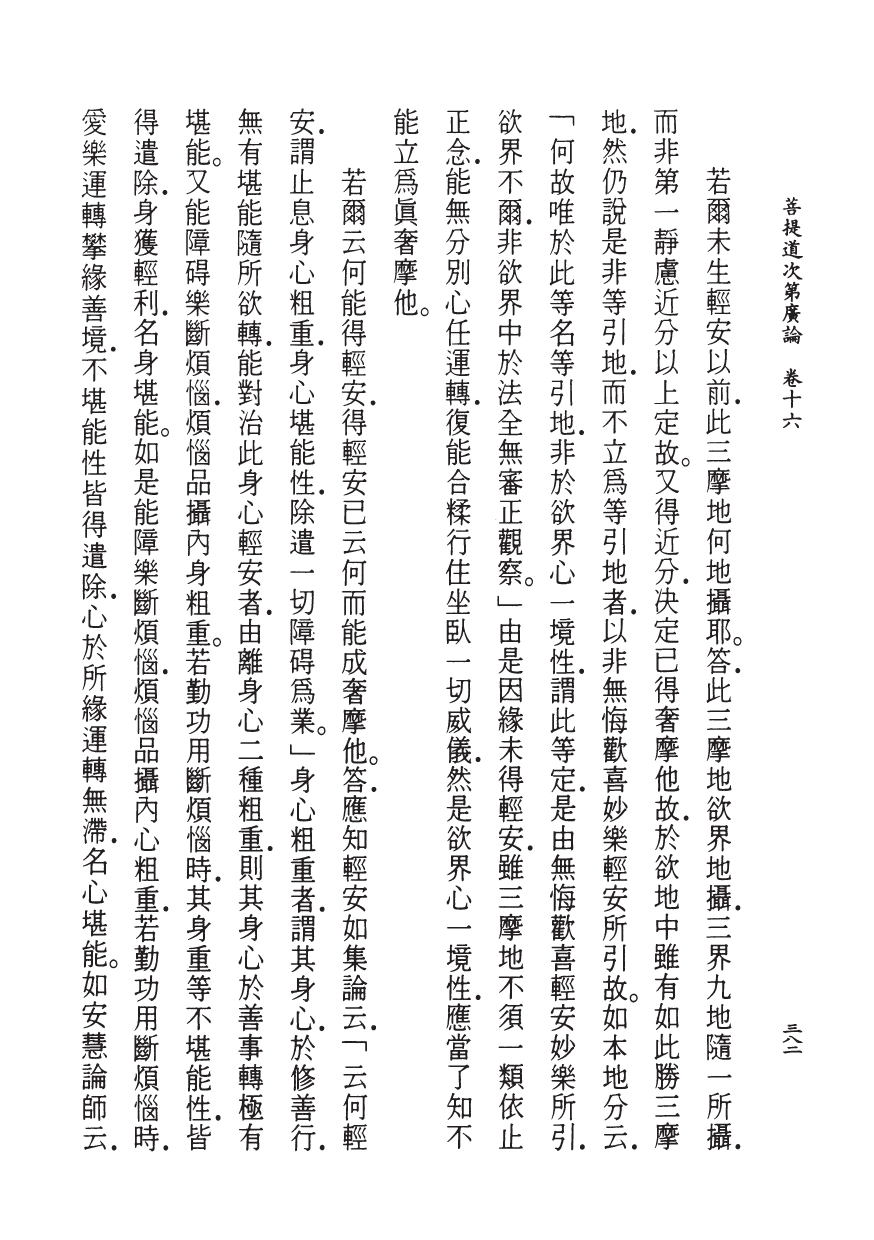 菩提道次第廣論　卷十六
三八二
若爾未生輕安以前．此三摩地何地攝耶。答．此三摩地欲界地攝．三界九地隨一所攝．
而非第一靜慮近分以上定故。又得近分．決定已得奢摩他故．於欲地中雖有如此勝三摩
地．然仍說是非等引地．而不立爲等引地者．以非無悔歡喜妙樂輕安所引故。如本地分云．
「何故唯於此等名等引地．非於欲界心一境性．謂此等定．是由無悔歡喜輕安妙樂所引．
欲界不爾．非欲界中於法全無審正觀察。」由是因緣未得輕安．雖三摩地不須一類依止
正念．能無分別心任運轉．復能合糅行住坐臥一切威儀．然是欲界心一境性．應當了知不
能立爲眞奢摩他。
若爾云何能得輕安．得輕安已云何而能成奢摩他。答．應知輕安如集論云．「云何輕
安．謂止息身心粗重．身心堪能性．除遣一切障碍爲業。」身心粗重者．謂其身心．於修善行．
無有堪能隨所欲轉．能對治此身心輕安者．由離身心二種粗重．則其身心於善事轉極有
堪能。又能障碍樂斷煩惱．煩惱品攝內身粗重。若勤功用斷煩惱時．其身重等不堪能性．皆
得遣除．身獲輕利．名身堪能。如是能障樂斷煩惱．煩惱品攝內心粗重．若勤功用斷煩惱時．
愛樂運轉攀緣善境．不堪能性皆得遣除．心於所緣運轉無滯．名心堪能。如安慧論師云．